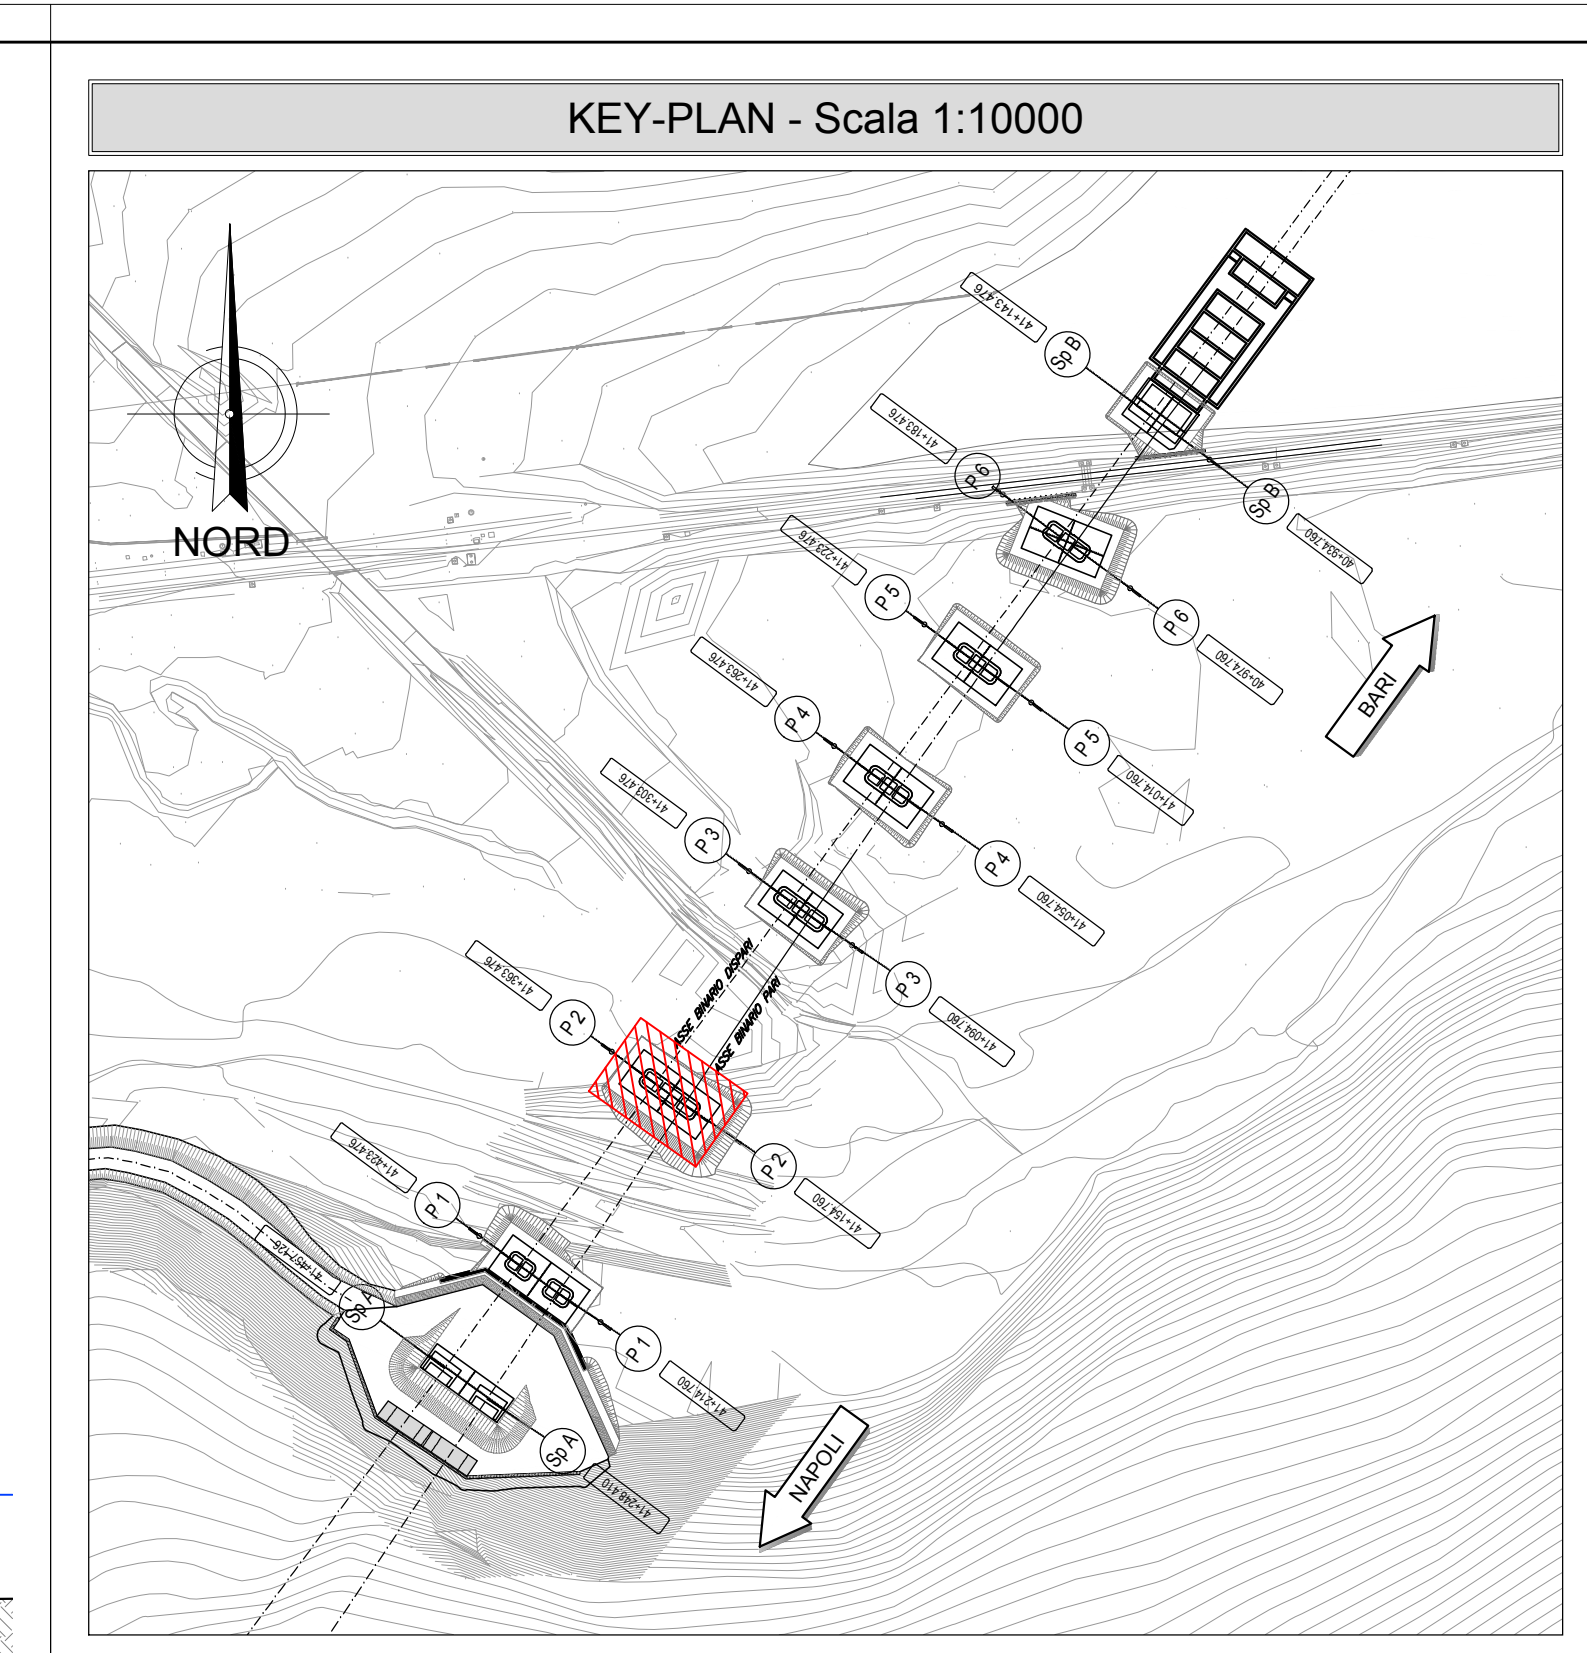 KEY-PLAN - Scala 1:10000
NORD
41+143.476
Sp B
41+183.476
P 6
Sp B
40+934.760
41+223.476
P 5
P 6
40+974.760
BARI
41+263.476
P 4
P 5
41+014.760
41+303.476
P 3
P 4
41+054.760
ASSE BINARIO DISPARI
ASSE BINARIO PARI
41+363.476
P 2
P 3
41+094.760
41+423.476
P 1
P 2
41+154.760
41+457.126
Sp A
P 1
41+214.760
Sp A
41+248.410
NAPOLI